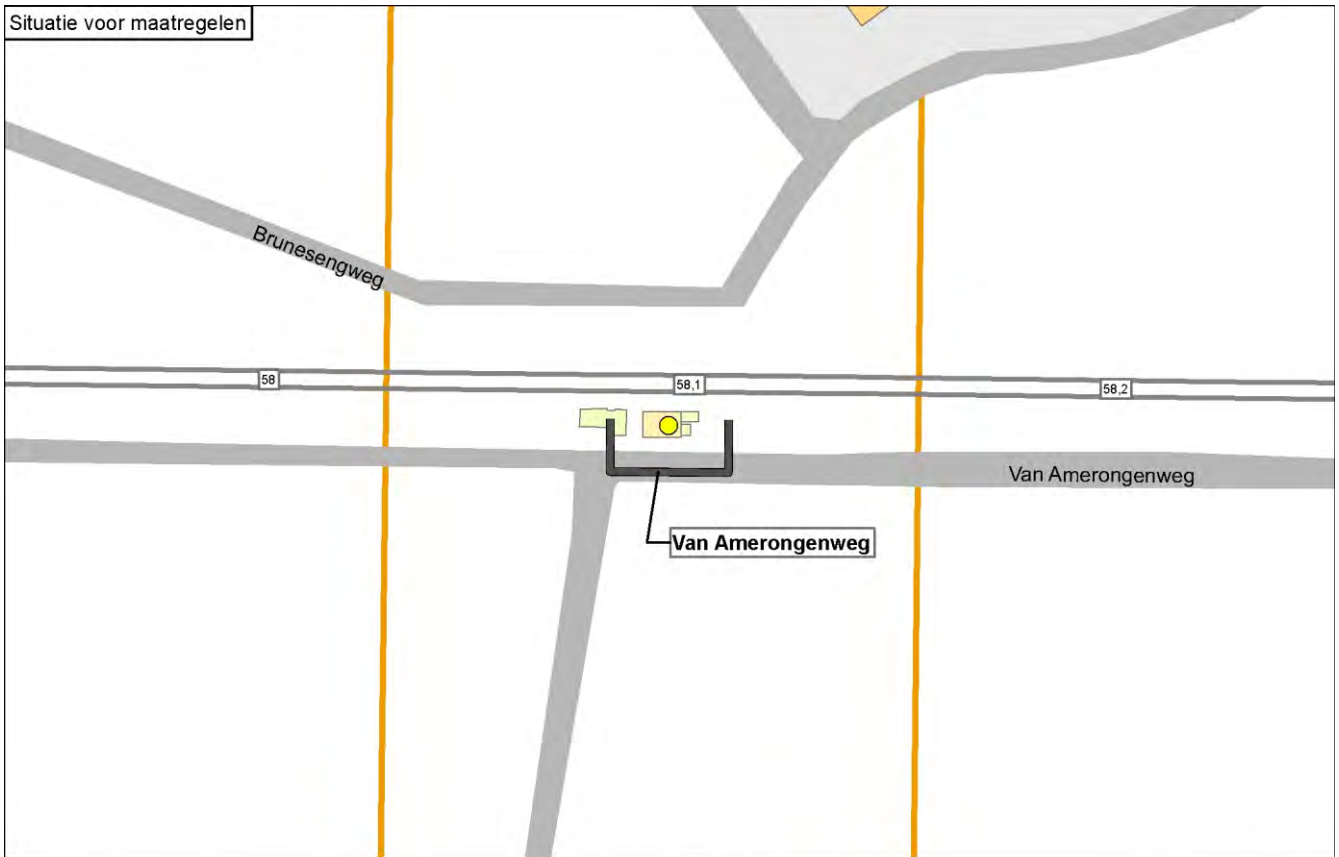 Situatie voor maatregelen
Brunesengweg
58
58,1
58,2
Van Amerongenweg
Van Amerongenweg